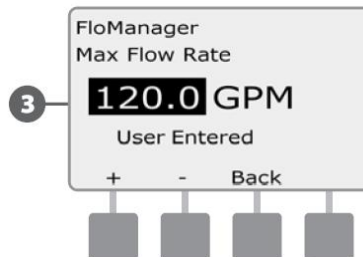 FloManager
Max Flow Rate
3
120.0 GPM
User Entered
+ - Back